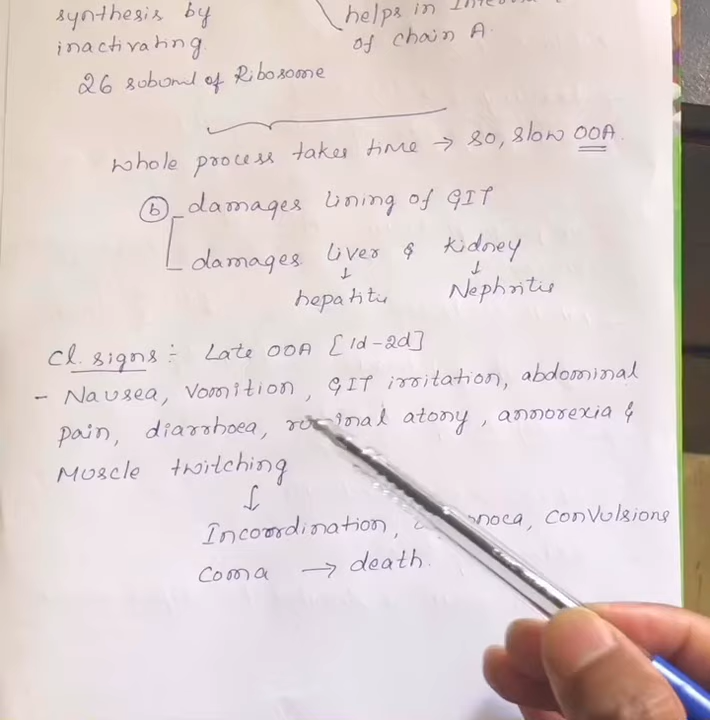 synthesis by
helps in
inactivating.
of chain A.
26 subond of Ribosome
whole process takes time → so, slow OOA.
(b) - damages lining of GIT
- damages liver & kidney
↓ ↓
hepatitis Nephritis
Cl. signs :- Late OOA [1d-2d]
- Nausea, vomition, GIT irritation, abdominal
pain, diarrhoea, atony, annorexia &
Muscle twitching
↓
Incoordination, convulsions
Coma → death.